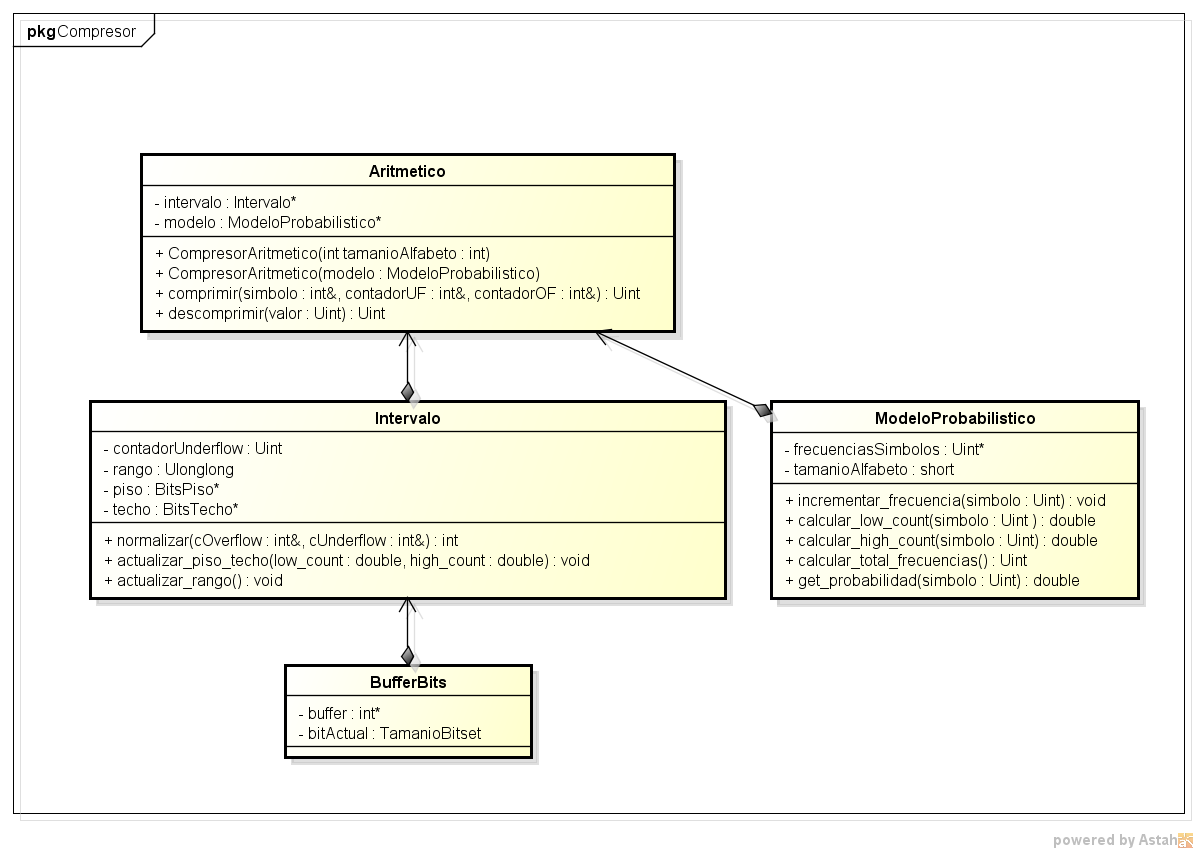 pkg Compresor
Aritmetico
- intervalo : Intervalo*
- modelo : ModeloProbabilistico*
+ CompresorAritmetico(int tamanioAlfabeto : int)
+ CompresorAritmetico(modelo : ModeloProbabilistico)
+ comprimir(simbolo : int&, contadorUF : int&, contadorOF : int&) : Uint
+ descomprimir(valor : Uint) : Uint
Intervalo
- contadorUnderflow : Uint
- rango : Ulonglong
- piso : BitsPiso*
- techo : BitsTecho*
+ normalizar(cOverflow : int&, cUnderflow : int&) : int
+ actualizar_piso_techo(low_count : double, high_count : double) : void
+ actualizar_rango() : void
ModeloProbabilistico
- frecuenciasSimbolos : Uint*
- tamanioAlfabeto : short
+ incrementar_frecuencia(simbolo : Uint) : void
+ calcular_low_count(simbolo : Uint ) : double
+ calcular_high_count(simbolo : Uint) : double
+ calcular_total_frecuencias() : Uint
+ get_probabilidad(simbolo : Uint) : double
BufferBits
- buffer : int*
- bitActual : TamanioBitset
powered by Astah